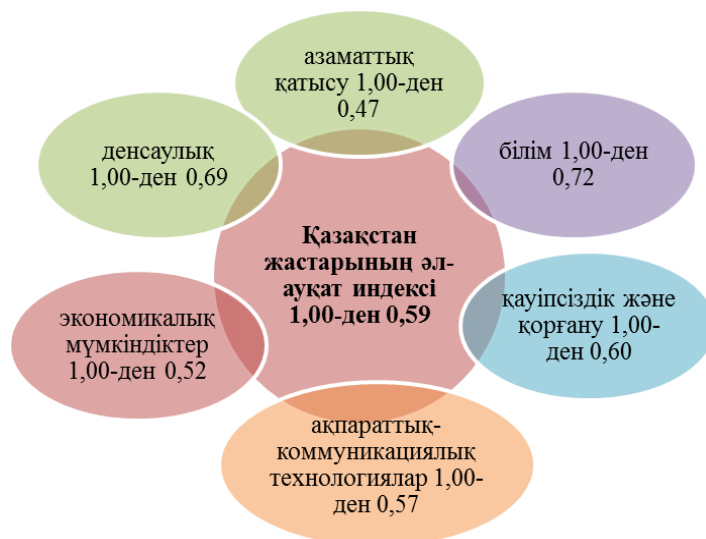 азаматтық
қатысу 1,00-ден
0,47
денсаулық
1,00-ден 0,69
білім 1,00-ден
0,72
Қазақстан
жастарының әл-
ауқат индексі
1,00-ден 0,59
экономикалық
мүмкіндіктер
1,00-ден 0,52
қауіпсіздік және
қорғану 1,00-
ден 0,60
ақпараттық-
коммуникациялық
технологиялар 1,00-
ден 0,57